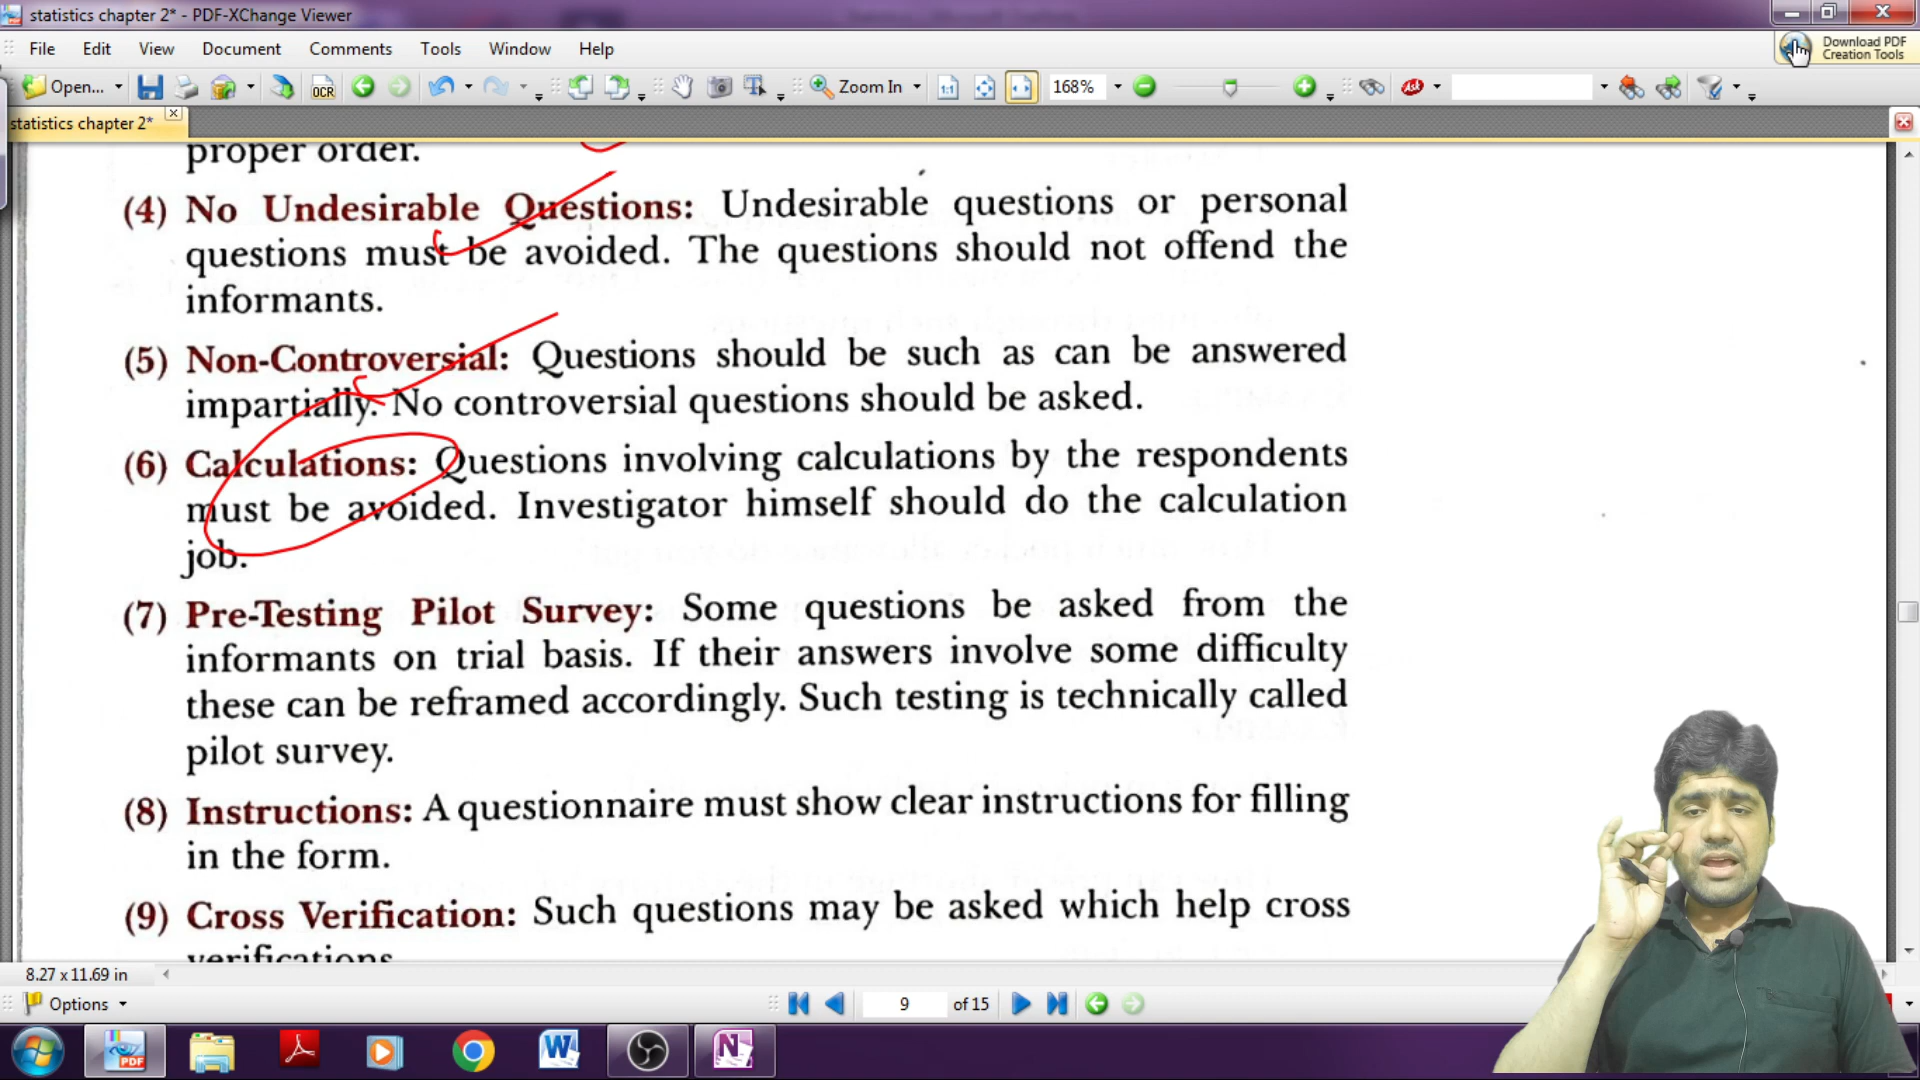 statistics chapter 2* - PDF-XChange Viewer
File Edit View Document Comments Tools Window Help
Download PDF
Creation Tools
Open... OCR Zoom In 1:1 168%
statistics chapter 2*
proper order.
(4) No Undesirable Questions: Undesirable questions or personal
questions must be avoided. The questions should not offend the
informants.
(5) Non-Controversial: Questions should be such as can be answered
impartially. No controversial questions should be asked.
(6) Calculations: Questions involving calculations by the respondents
must be avoided. Investigator himself should do the calculation
job.
(7) Pre-Testing Pilot Survey: Some questions be asked from the
informants on trial basis. If their answers involve some difficulty
these can be reframed accordingly. Such testing is technically called
pilot survey.
(8) Instructions: A questionnaire must show clear instructions for filling
in the form.
(9) Cross Verification: Such questions may be asked which help cross
verifications.
8.27 x 11.69 in
Options 9 of 15
PDF W N